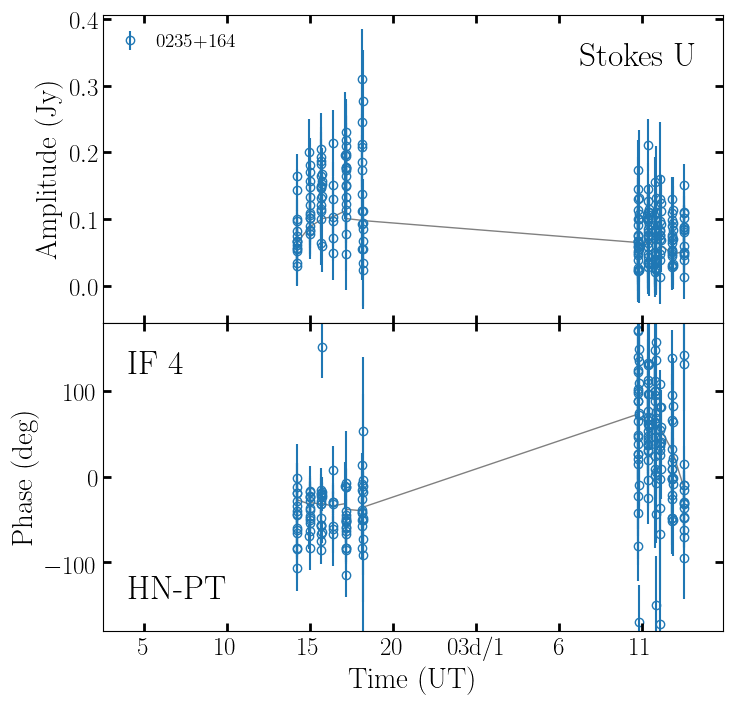 0.4
0235+164
Stokes U
0.3
0.2
0.1
0.0
Amplitude (Jy)
IF 4
100
0
−100
Phase (deg)
HN-PT
5 10 15 20 03d/1 6 11
Time (UT)